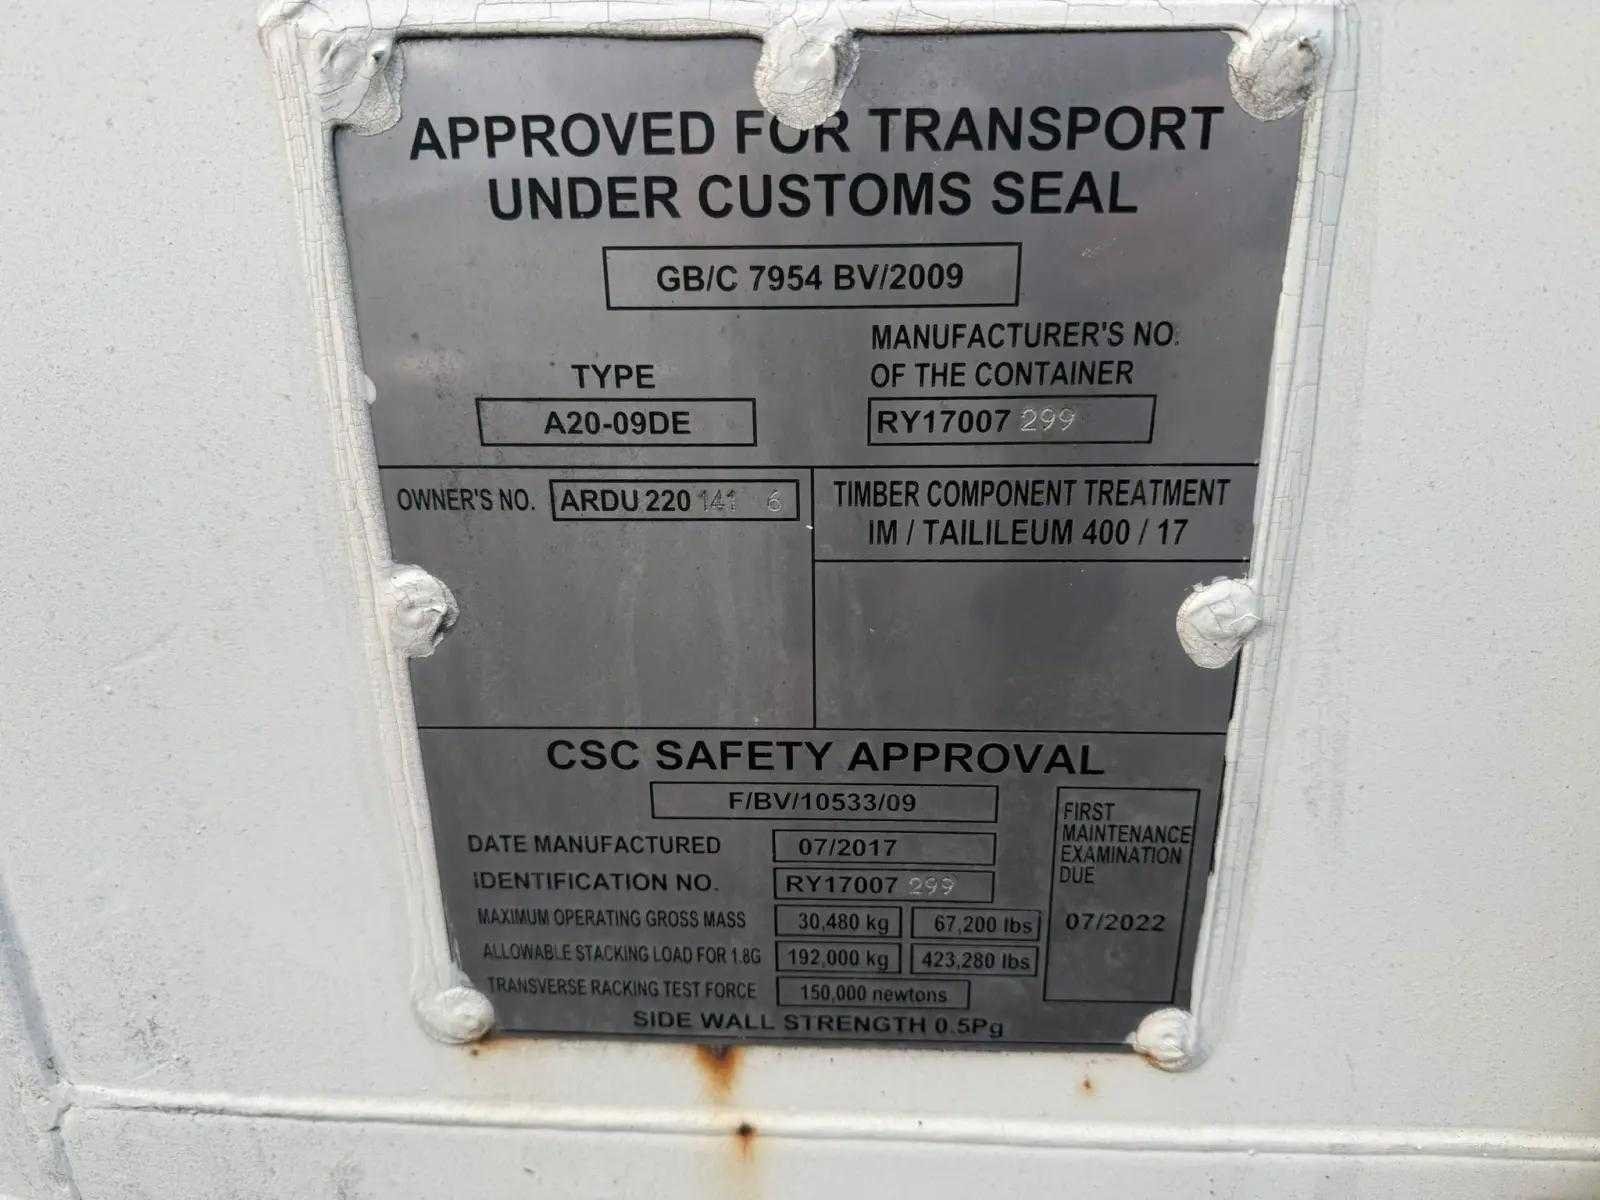 APPROVED FOR TRANSPORT
UNDER CUSTOMS SEAL
GB/C 7954 BV/2009
MANUFACTURER'S NO.
OF THE CONTAINER
TYPE
A20-09DE
RY17007 299
OWNER'S NO. ARDU 220 141 6
TIMBER COMPONENT TREATMENT
IM / TAILILEUM 400 / 17
CSC SAFETY APPROVAL
F/BV/10533/09
DATE MANUFACTURED 07/2017
IDENTIFICATION NO. RY17007 299
MAXIMUM OPERATING GROSS MASS 30,480 kg 67,200 lbs
ALLOWABLE STACKING LOAD FOR 1.8G 192,000 kg 423,280 lbs
TRANSVERSE RACKING TEST FORCE 150,000 newtons
SIDE WALL STRENGTH 0.5Pg
FIRST
MAINTENANCE
EXAMINATION
DUE
07/2022